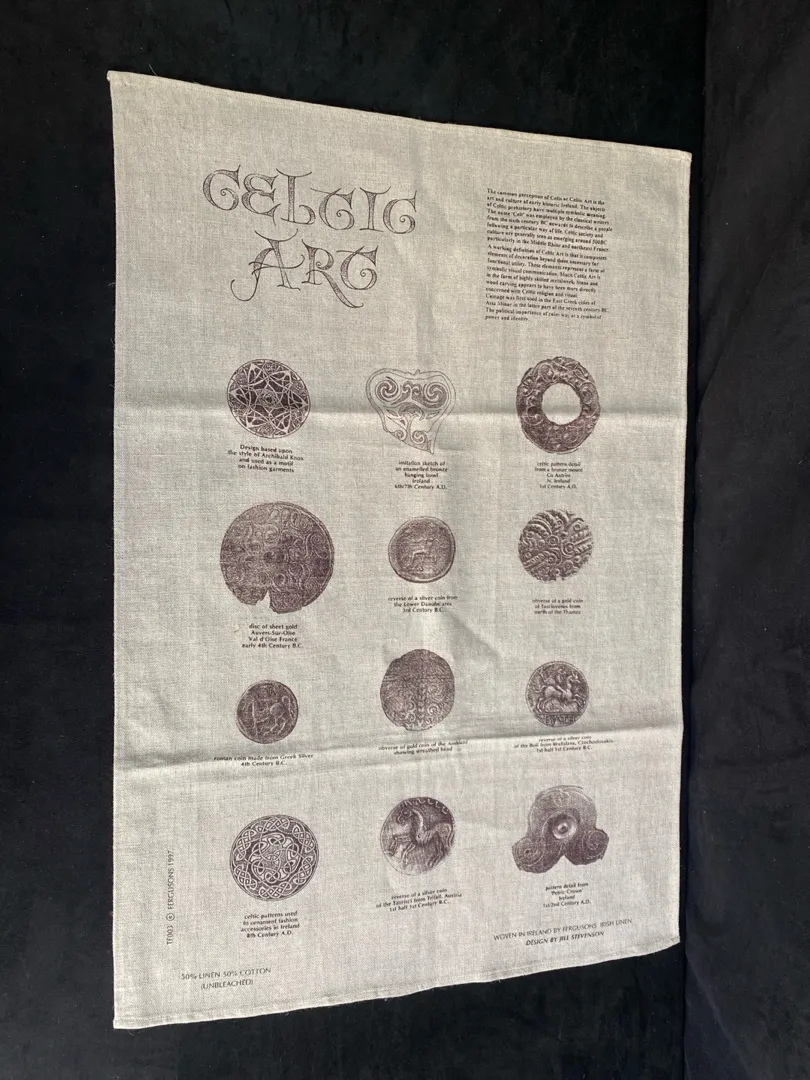 CELTIC
ART
The common perception of Celts or Celtic Art is the
art and culture of early historic Ireland. The objects
of Celtic prehistory have multiple symbolic meaning.
The name 'Celt' was employed by the classical writers
from the sixth century BC onwards to describe a people
following a particular way of life. Celtic society and
culture are generally seen as emerging around 500BC
particularly in the Middle Rhine and northeast France.
A working definition of Celtic Art is that it comprises
elements of decoration beyond those necessary for
functional utility. These elements represent a form of
symbolic visual communication. Much Celtic Art is
in the form of highly skilled metalwork. Stone and
wood carving appears to have been more directly
concerned with Celtic religion and ritual.
Coinage was first used in the East Greek cities of
Asia Minor in the latter part of the seventh century BC.
The political importance of coins was as a symbol of
power and identity.
Design based upon
the style of Archibald Knox
and used as a motif
on fashion garments
imitation sketch of
an enamelled bronze
hanging bowl
Ireland
6th/7th Century A.D.
celtic pattern detail
from a bronze mount
Co Antrim
N. Ireland
1st Century A.D.
disc of sheet gold
Auvers-Sur-Oise
Val d'Oise France
early 4th Century B.C.
reverse of a silver coin from
the Lower Danube area
3rd Century B.C.
obverse of a gold coin
of Tasciovanus from
north of the Thames
roman coin made from Greek Silver
4th Century B.C.
obverse of gold coin of the Ambiani
showing wreathed head
reverse of a silver coin
of the Boii from Bratislava, Czechoslovakia
1st half 1st Century B.C.
celtic patterns used
to ornament fashion
accessories in Ireland
8th Century A.D.
reverse of a silver coin
of the Taurisci from Trifail, Austria
1st half 1st Century B.C.
pattern detail from
'Petrie Crown'
Ireland
1st/2nd Century A.D.
TF003 © FERGUSONS 1997
50% LINEN 50% COTTON
(UNBLEACHED)
WOVEN IN IRELAND BY FERGUSONS IRISH LINEN
DESIGN BY JILL STEVENSON